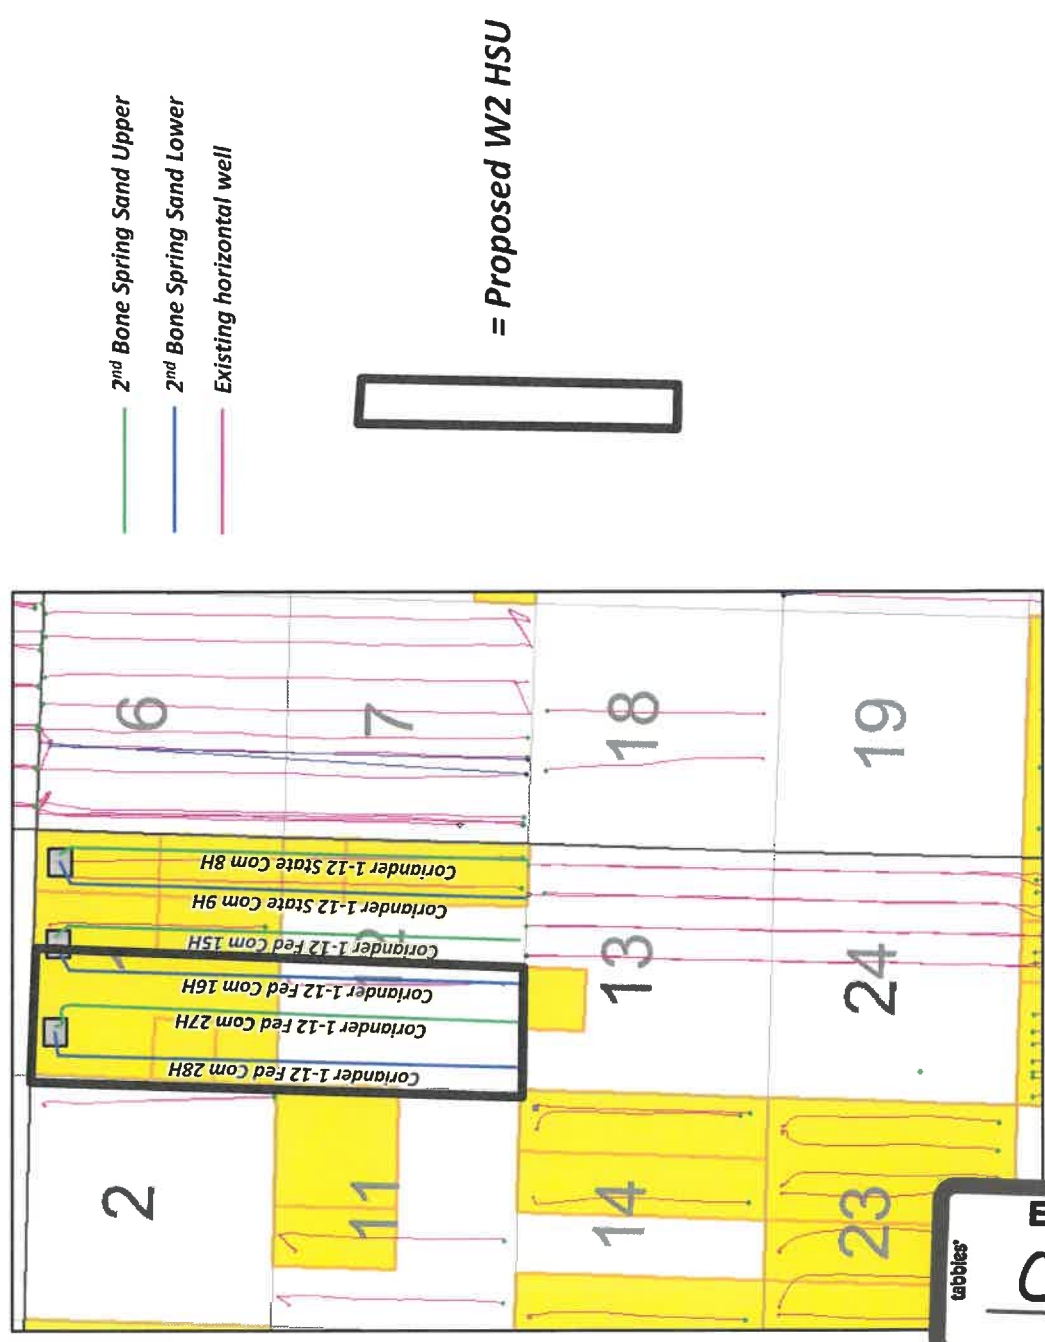 2nd Bone Spring Sand Upper
2nd Bone Spring Sand Lower
Existing horizontal well
= Proposed W2 HSU
6
7
18
19
Coriander 1-12 State Com 8H
Coriander 1-12 State Com 9H
Coriander 1-12 Fed Com 15H
Coriander 1-12 Fed Com 16H
Coriander 1-12 Fed Com 27H
Coriander 1-12 Fed Com 28H
13
24
2
11
14
23
tabbies'
E
C